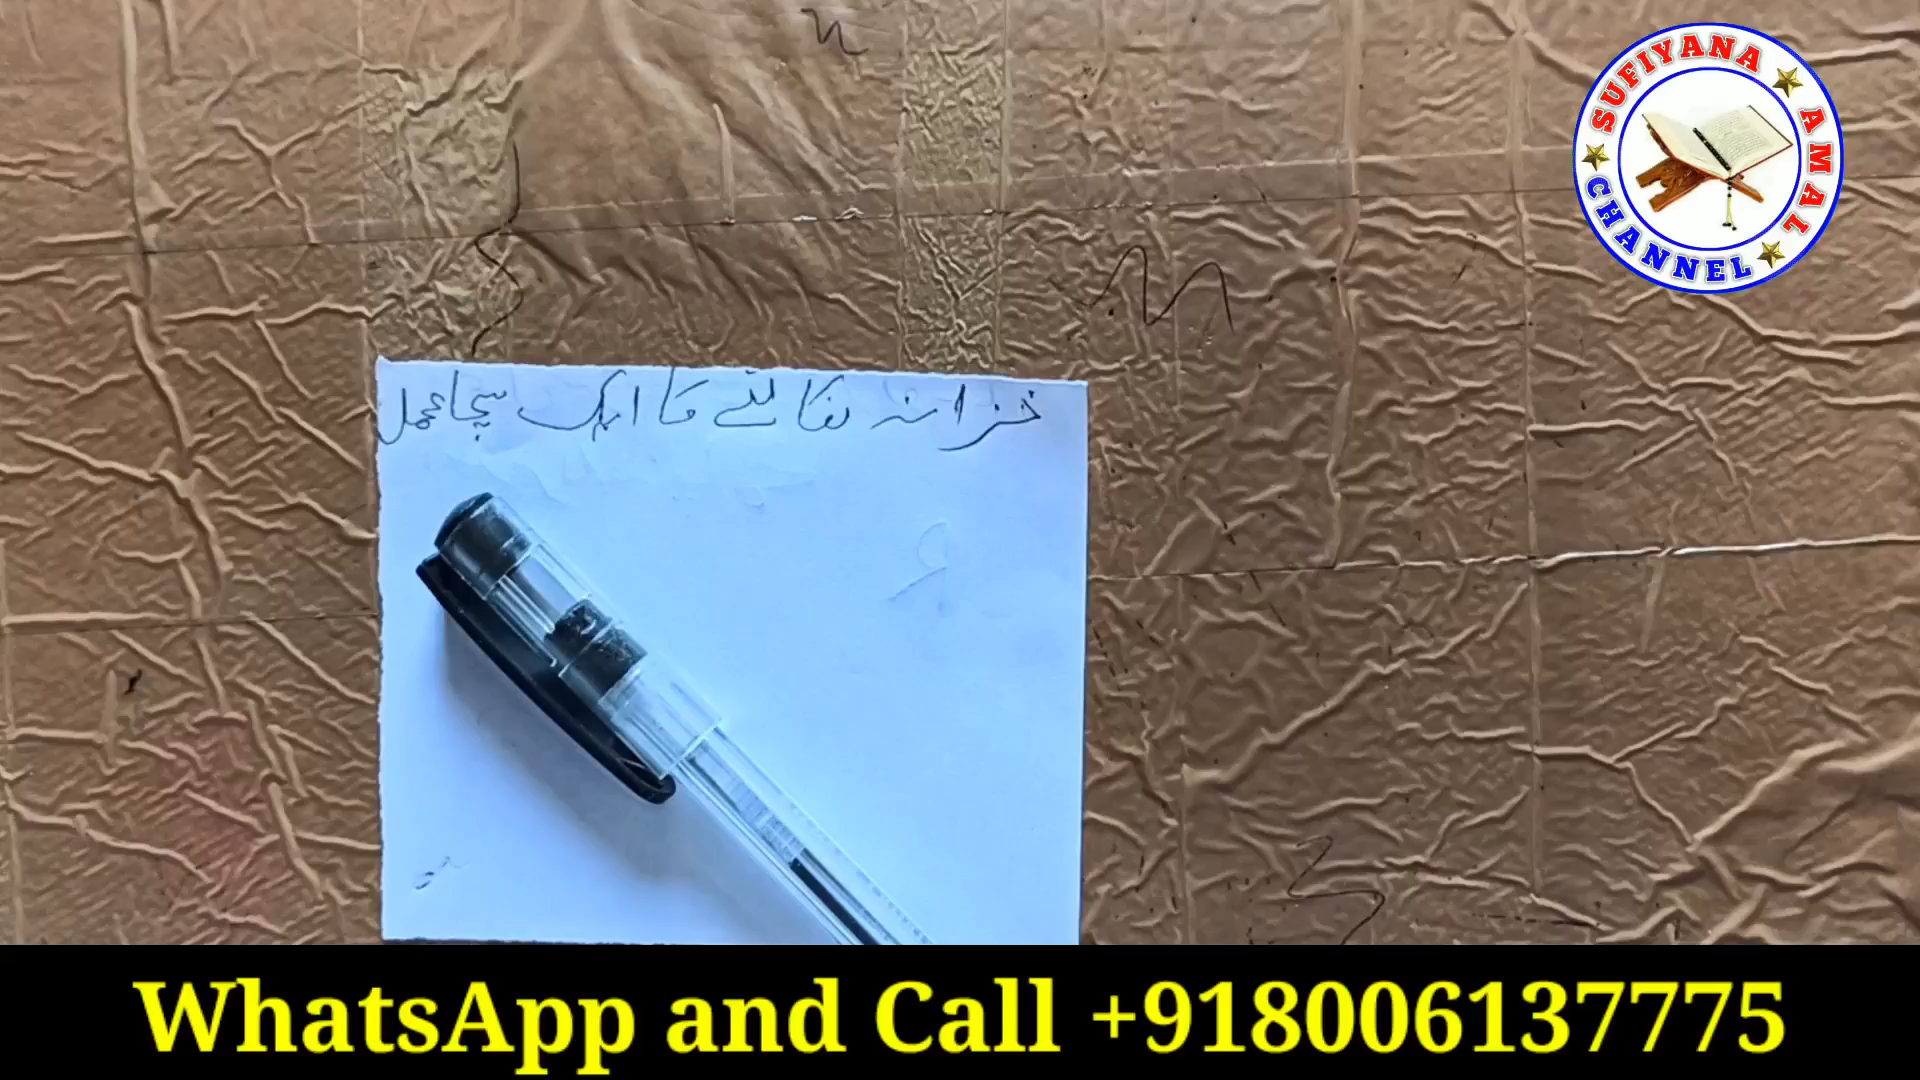 SUFIYANA AMAL
CHANNEL
خزانہ نکالنے کا ایک سچا عمل
WhatsApp and Call +918006137775